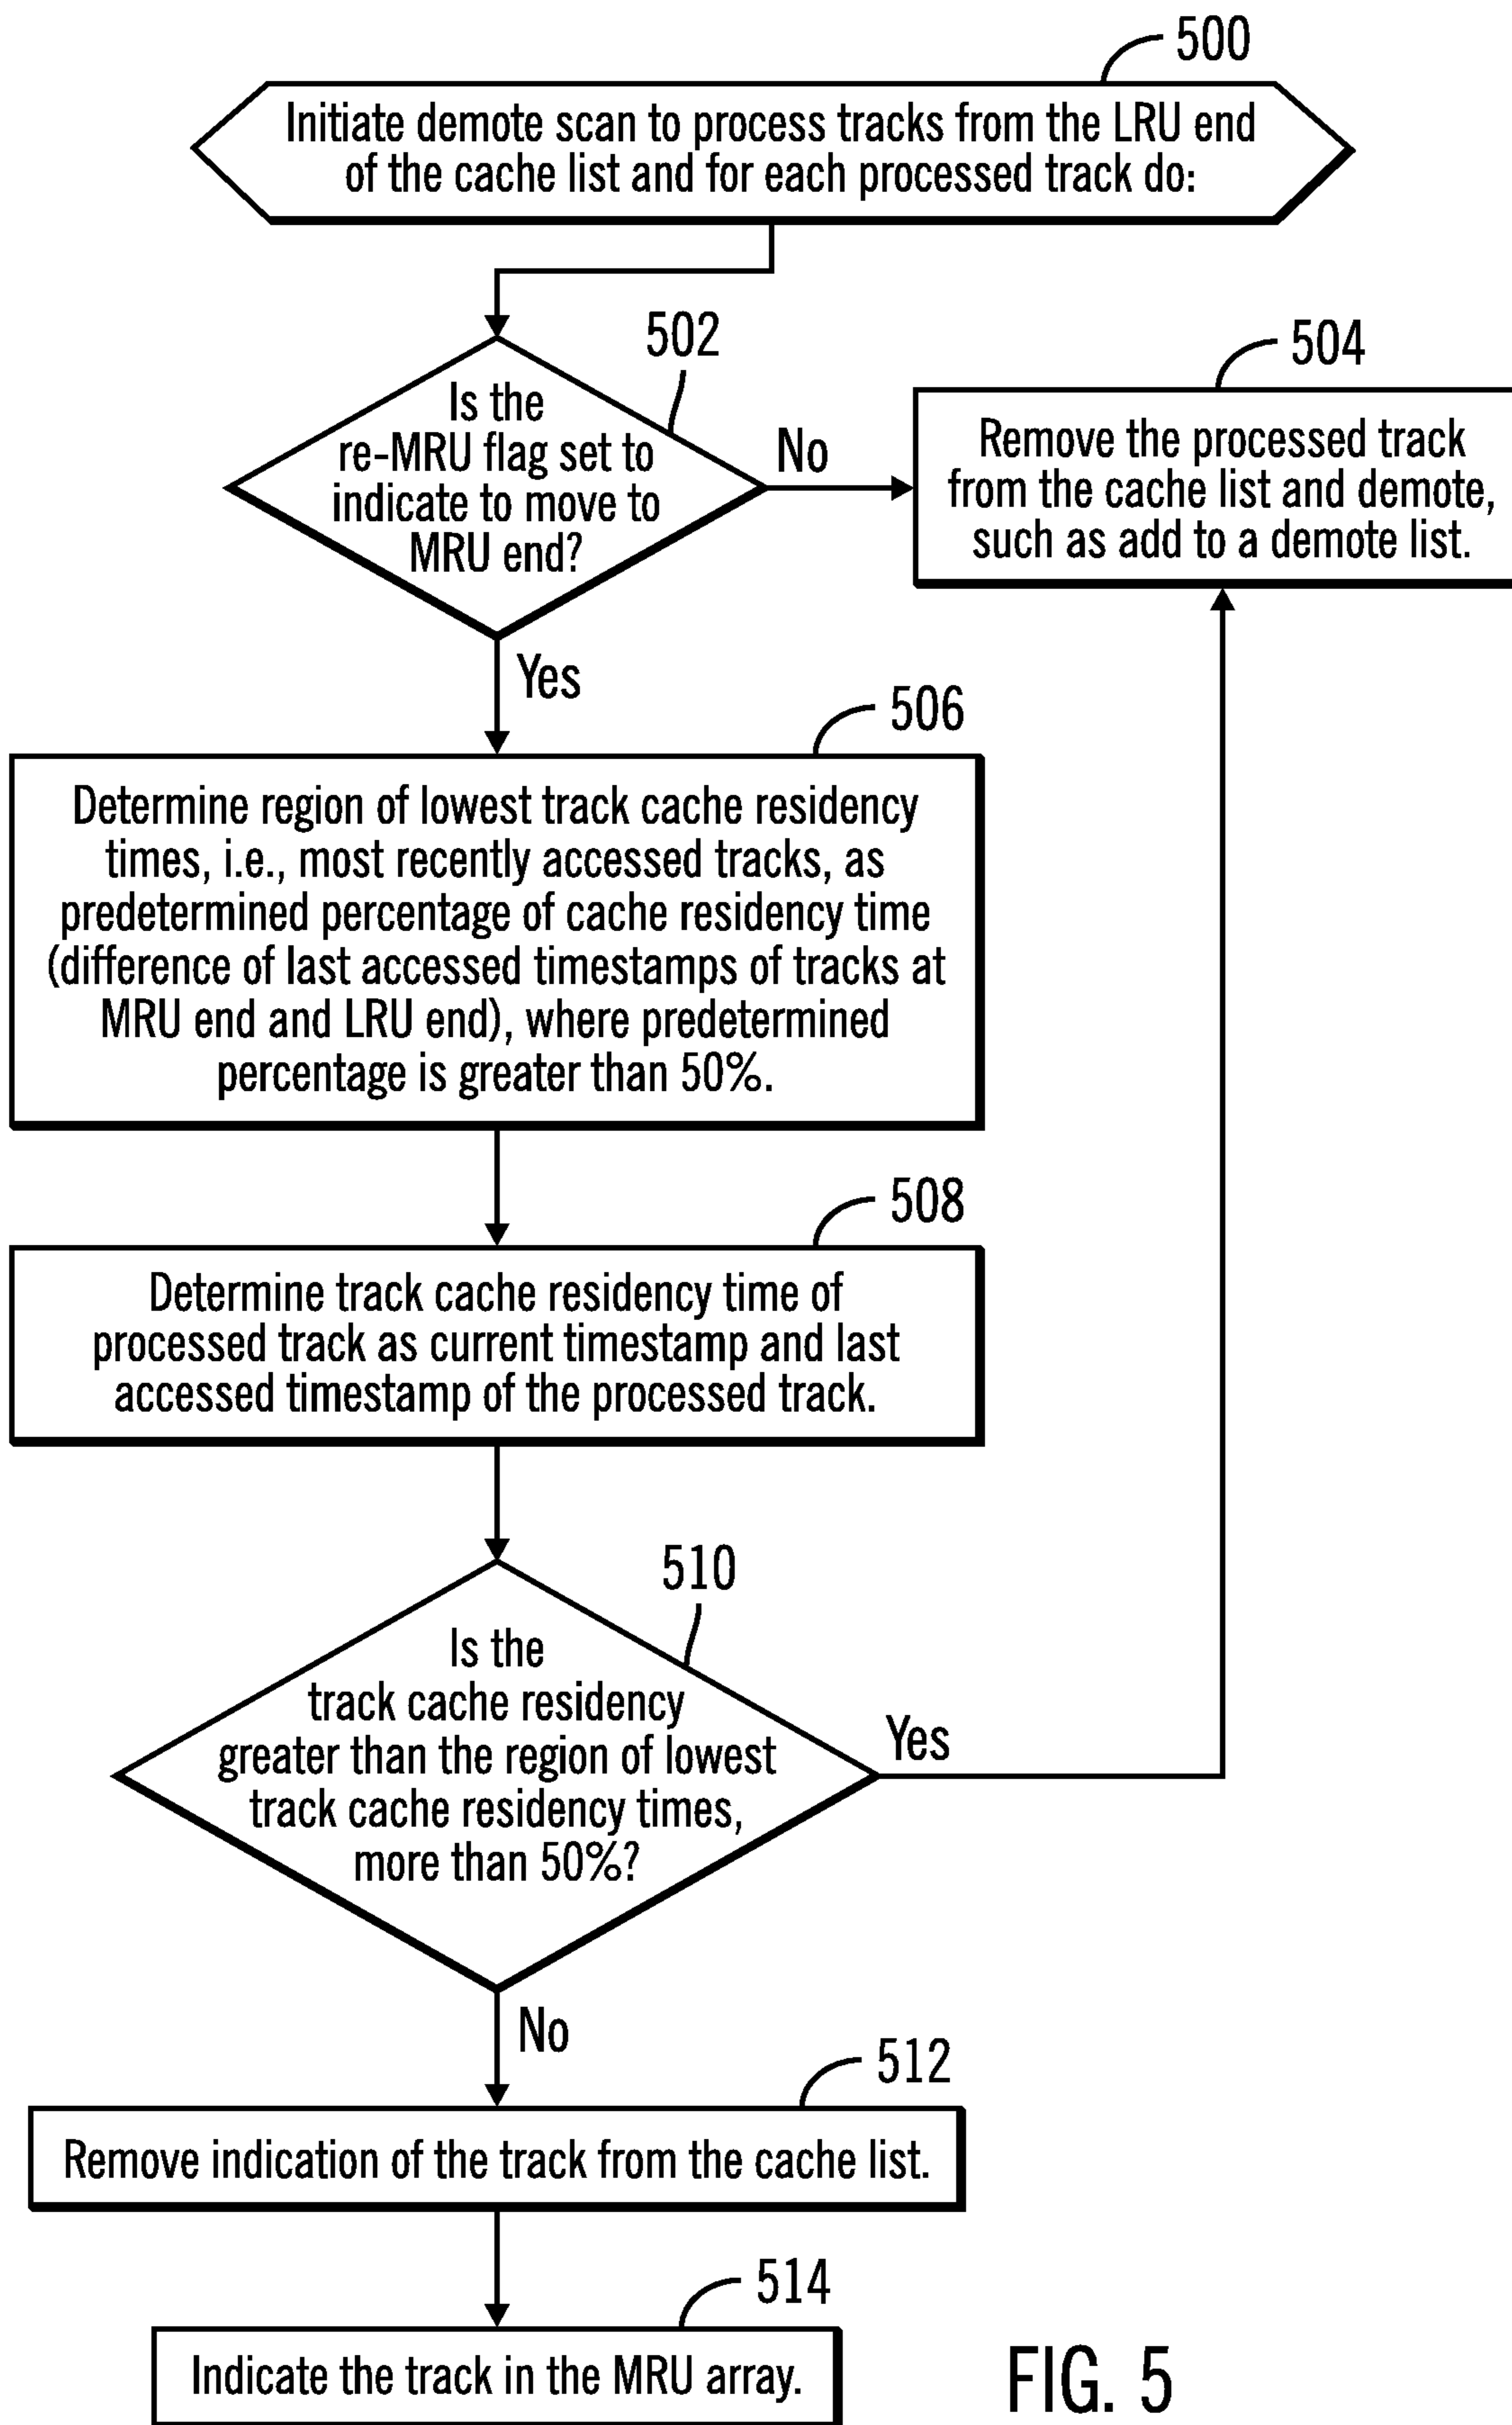 500
Initiate demote scan to process tracks from the LRU end
of the cache list and for each processed track do:
502
Is the
re-MRU flag set to
indicate to move to
MRU end?
No
504
Remove the processed track
from the cache list and demote,
such as add to a demote list.
Yes
506
Determine region of lowest track cache residency
times, i.e., most recently accessed tracks, as
predetermined percentage of cache residency time
(difference of last accessed timestamps of tracks at
MRU end and LRU end), where predetermined
percentage is greater than 50%.
508
Determine track cache residency time of
processed track as current timestamp and last
accessed timestamp of the processed track.
510
Is the
track cache residency
greater than the region of lowest
track cache residency times,
more than 50%?
Yes
No
512
Remove indication of the track from the cache list.
514
Indicate the track in the MRU array.
FIG. 5